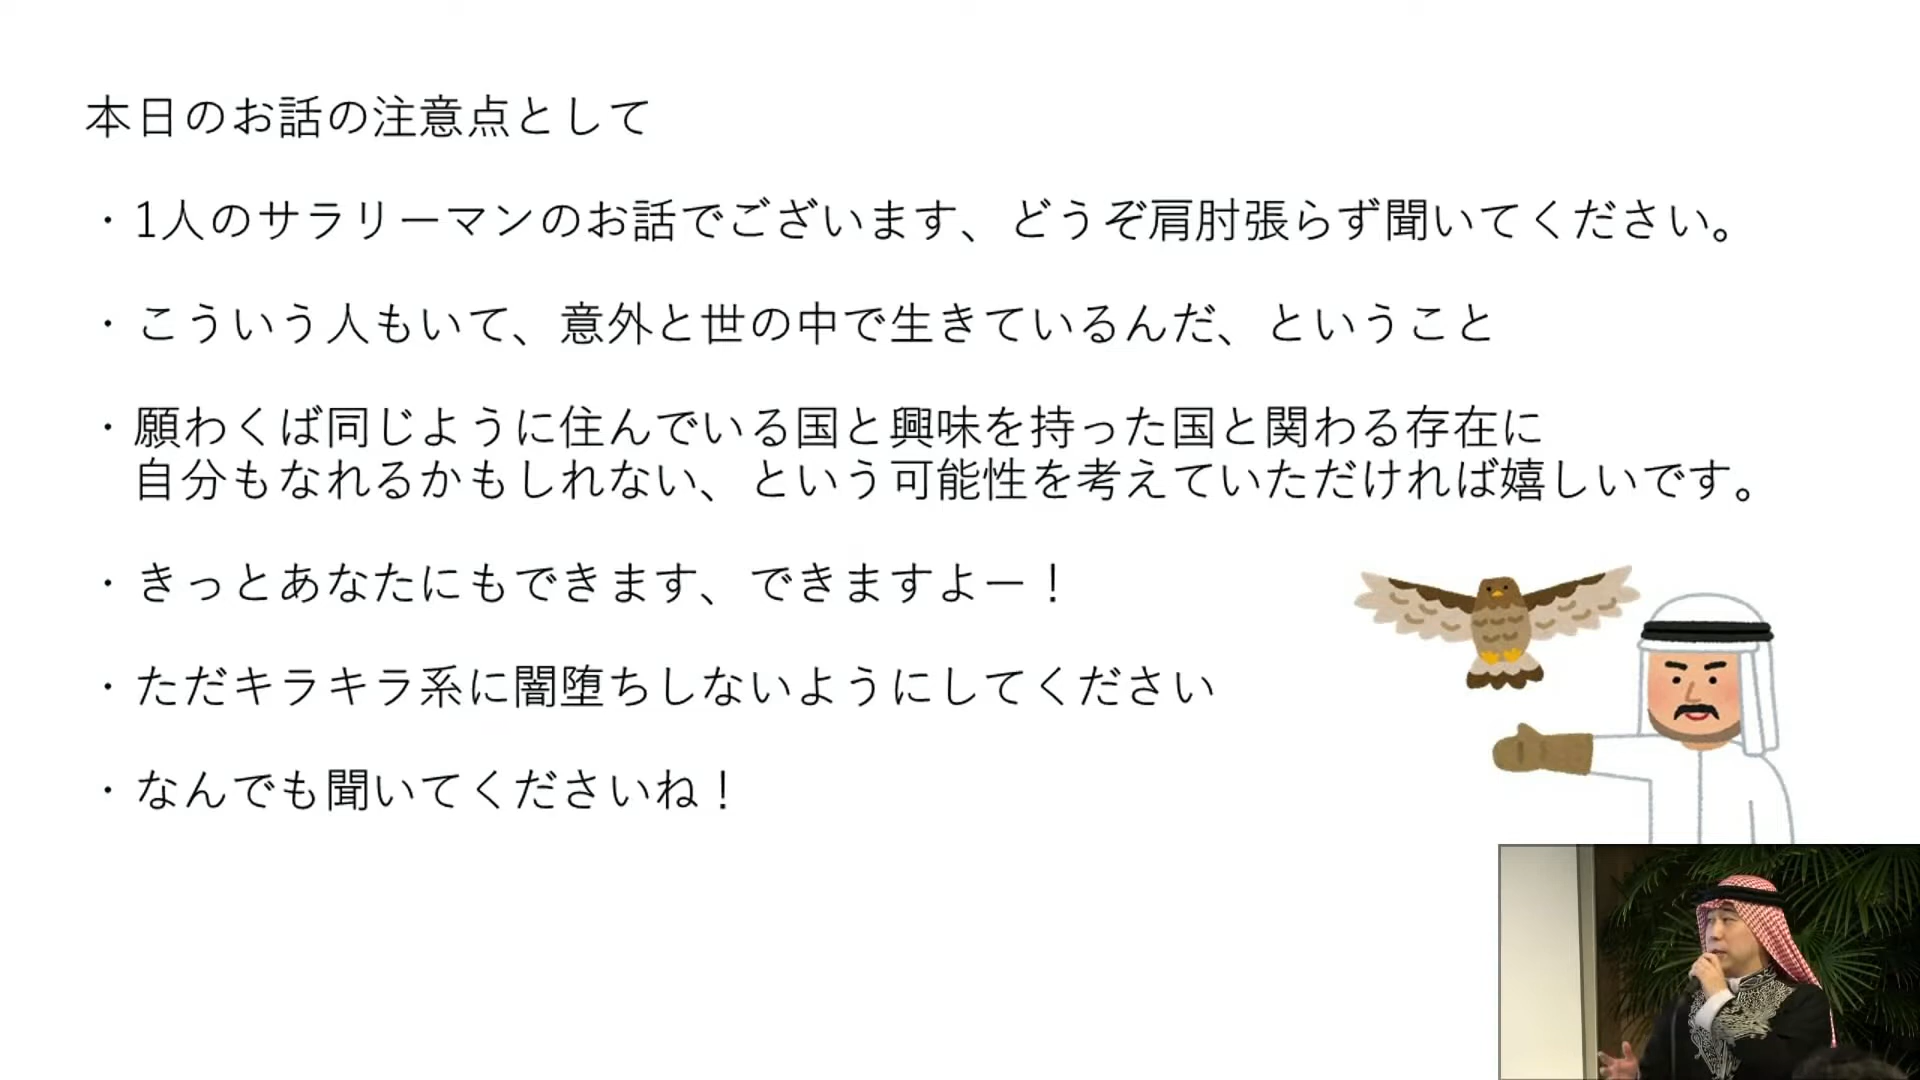 本日のお話の注意点として
・1人のサラリーマンのお話でございます、どうぞ肩肘張らず聞いてください。
・こういう人もいて、意外と世の中で生きているんだ、ということ
・願わくば同じように住んでいる国と興味を持った国と関わる存在に
自分もなれるかもしれない、という可能性を考えていただければ嬉しいです。
・きっとあなたにもできます、できますよー！
・ただキラキラ系に闇堕ちしないようにしてください
・なんでも聞いてくださいね！